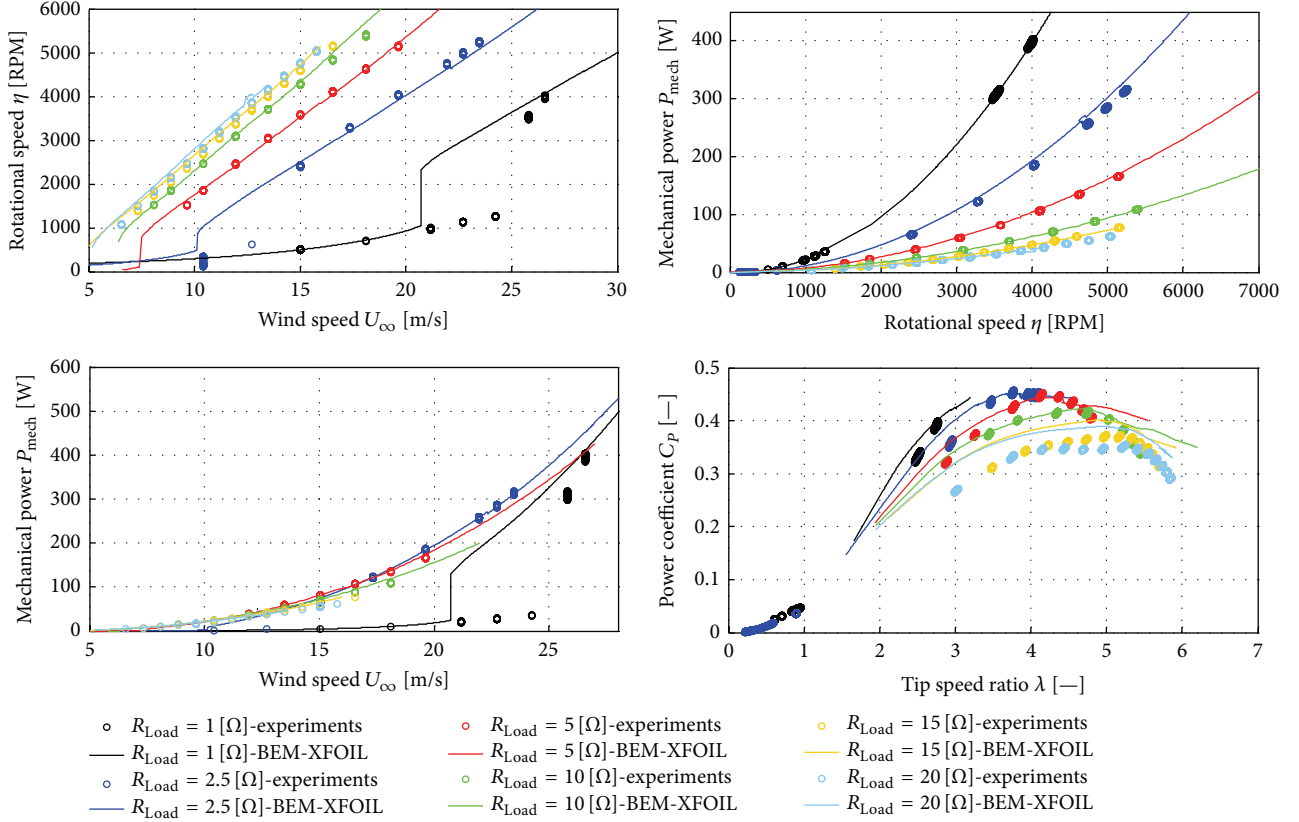 6000
5000
4000
3000
2000
1000
0
Rotational speed η [RPM]
5 10 15 20 25 30
Wind speed U∞ [m/s]
400
300
200
100
0
Mechanical power Pmech [W]
0 1000 2000 3000 4000 5000 6000 7000
Rotational speed η [RPM]
600
500
400
300
200
100
0
Mechanical power Pmech [W]
5 10 15 20 25
Wind speed U∞ [m/s]
0.5
0.4
0.3
0.2
0.1
0
Power coefficient CP [—]
0 1 2 3 4 5 6 7
Tip speed ratio λ [—]
RLoad = 1 [Ω]-experiments
RLoad = 1 [Ω]-BEM-XFOIL
RLoad = 2.5 [Ω]-experiments
RLoad = 2.5 [Ω]-BEM-XFOIL
RLoad = 5 [Ω]-experiments
RLoad = 5 [Ω]-BEM-XFOIL
RLoad = 10 [Ω]-experiments
RLoad = 10 [Ω]-BEM-XFOIL
RLoad = 15 [Ω]-experiments
RLoad = 15 [Ω]-BEM-XFOIL
RLoad = 20 [Ω]-experiments
RLoad = 20 [Ω]-BEM-XFOIL